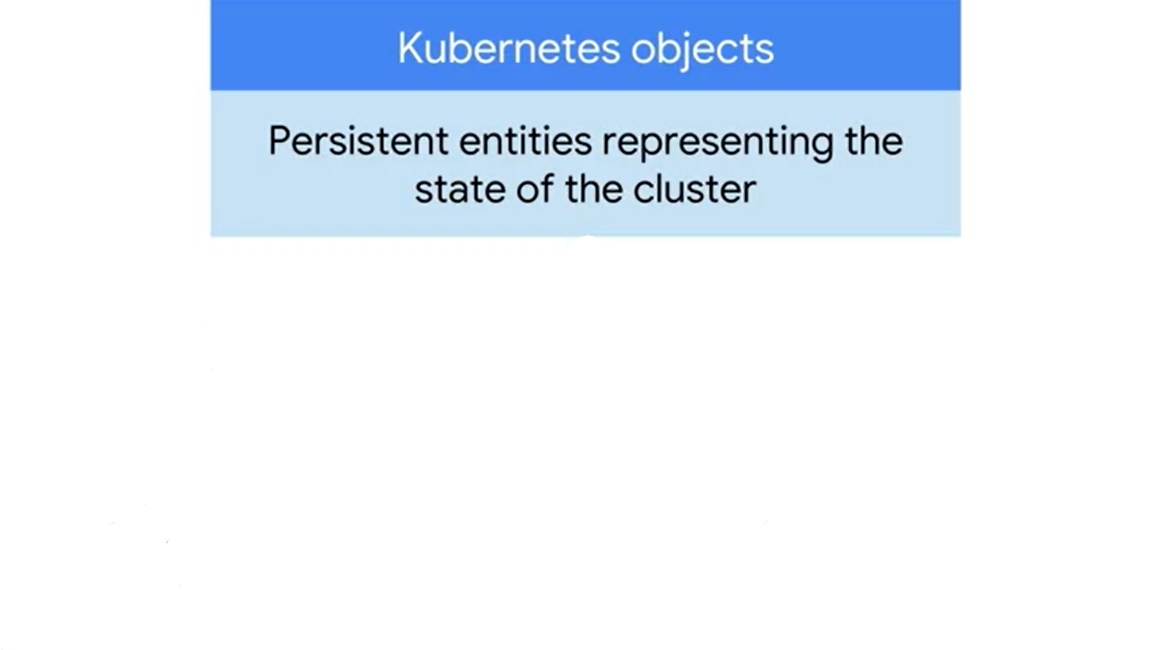 Kubernetes objects
Persistent entities representing the
state of the cluster